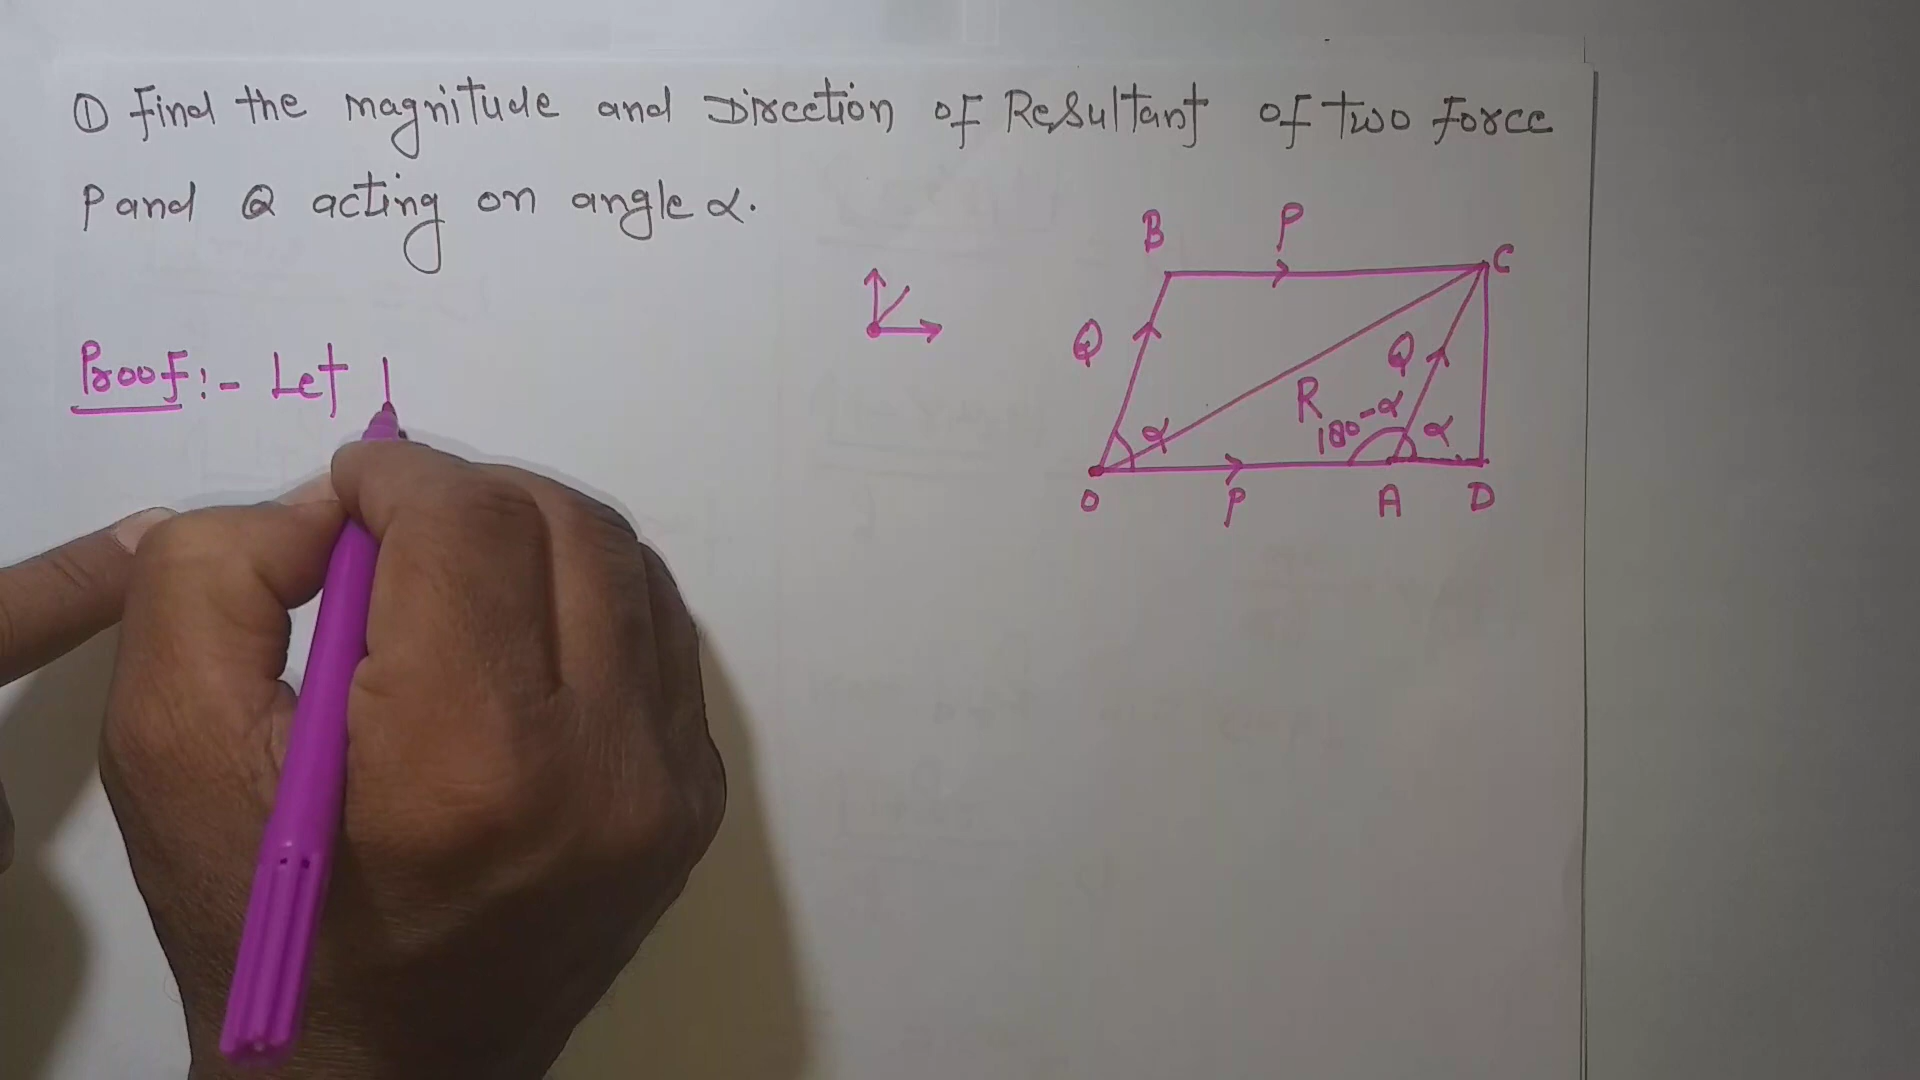 ① Find the magnitude and Direction of Resultant of two force
P and Q acting on angle α.
B P C
Q Q
R
180-α
α α
O P A D
Proof:- Let